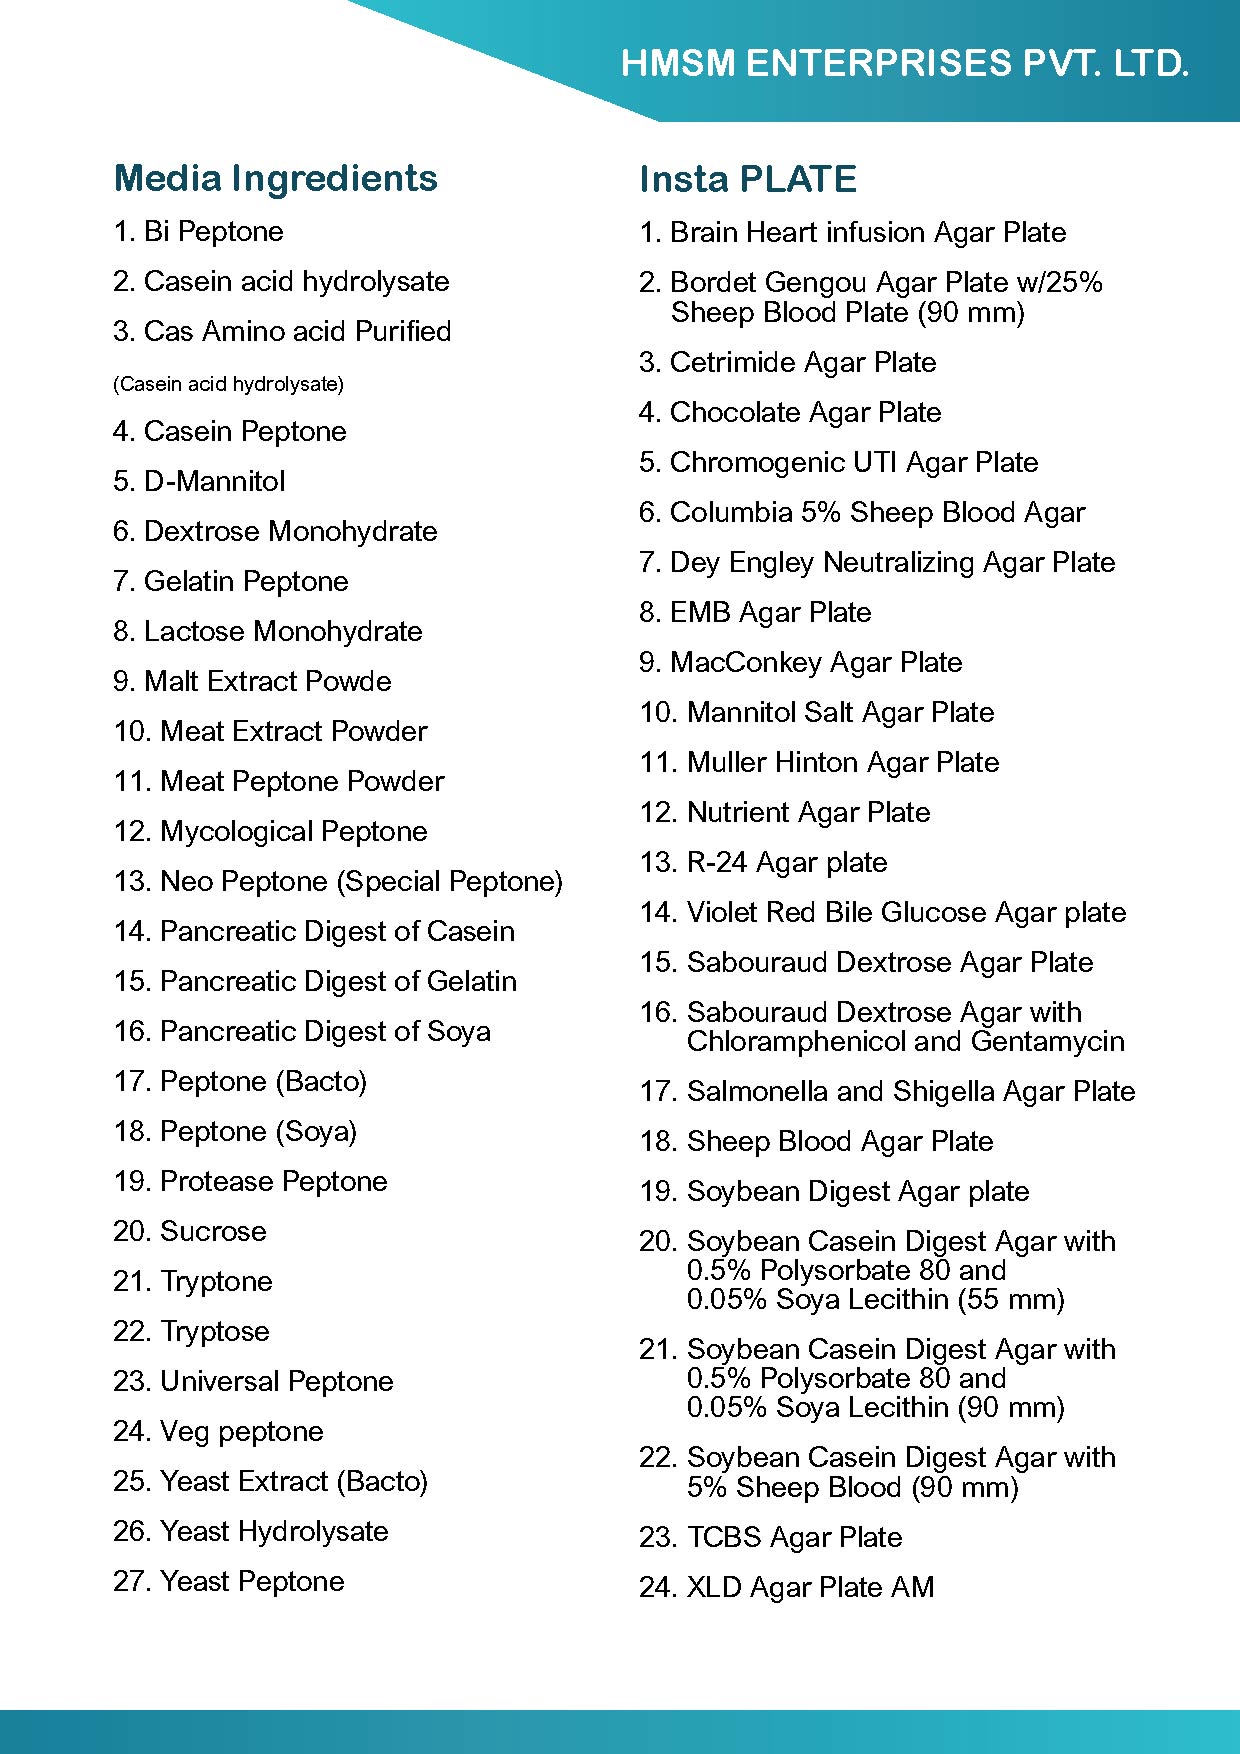 HMSM ENTERPRISES PVT. LTD.
Media Ingredients
1. Bi Peptone
2. Casein acid hydrolysate
3. Cas Amino acid Purified
(Casein acid hydrolysate)
4. Casein Peptone
5. D-Mannitol
6. Dextrose Monohydrate
7. Gelatin Peptone
8. Lactose Monohydrate
9. Malt Extract Powde
10. Meat Extract Powder
11. Meat Peptone Powder
12. Mycological Peptone
13. Neo Peptone (Special Peptone)
14. Pancreatic Digest of Casein
15. Pancreatic Digest of Gelatin
16. Pancreatic Digest of Soya
17. Peptone (Bacto)
18. Peptone (Soya)
19. Protease Peptone
20. Sucrose
21. Tryptone
22. Tryptose
23. Universal Peptone
24. Veg peptone
25. Yeast Extract (Bacto)
26. Yeast Hydrolysate
27. Yeast Peptone
Insta PLATE
1. Brain Heart infusion Agar Plate
2. Bordet Gengou Agar Plate w/25%
Sheep Blood Plate (90 mm)
3. Cetrimide Agar Plate
4. Chocolate Agar Plate
5. Chromogenic UTI Agar Plate
6. Columbia 5% Sheep Blood Agar
7. Dey Engley Neutralizing Agar Plate
8. EMB Agar Plate
9. MacConkey Agar Plate
10. Mannitol Salt Agar Plate
11. Muller Hinton Agar Plate
12. Nutrient Agar Plate
13. R-24 Agar plate
14. Violet Red Bile Glucose Agar plate
15. Sabouraud Dextrose Agar Plate
16. Sabouraud Dextrose Agar with
Chloramphenicol and Gentamycin
17. Salmonella and Shigella Agar Plate
18. Sheep Blood Agar Plate
19. Soybean Digest Agar plate
20. Soybean Casein Digest Agar with
0.5% Polysorbate 80 and
0.05% Soya Lecithin (55 mm)
21. Soybean Casein Digest Agar with
0.5% Polysorbate 80 and
0.05% Soya Lecithin (90 mm)
22. Soybean Casein Digest Agar with
5% Sheep Blood (90 mm)
23. TCBS Agar Plate
24. XLD Agar Plate AM